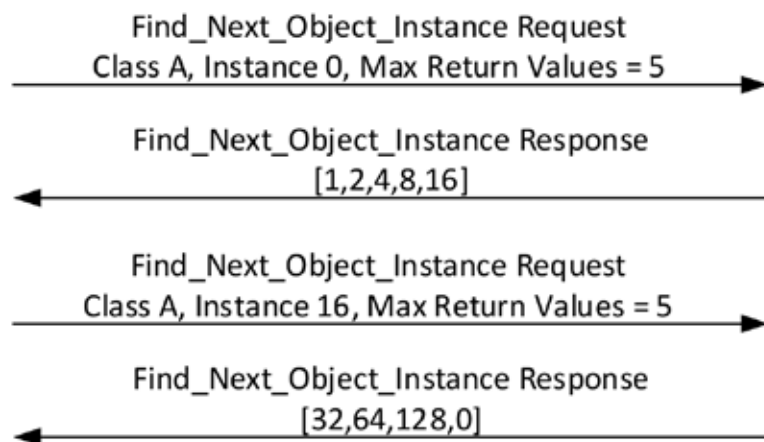 Find_Next_Object_Instance Request
Class A, Instance 0, Max Return Values = 5
Find_Next_Object_Instance Response
[1,2,4,8,16]
Find_Next_Object_Instance Request
Class A, Instance 16, Max Return Values = 5
Find_Next_Object_Instance Response
[32,64,128,0]